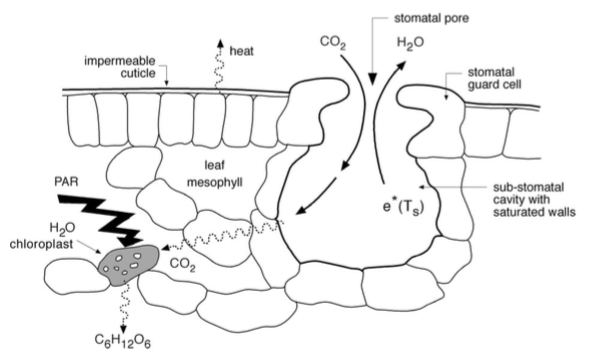 stomatal pore
CO₂
H₂O
heat
impermeable
cuticle
stomatal
guard cell
leaf
mesophyll
PAR
e*(Tₛ)
sub-stomatal
cavity with
saturated walls
H₂O
chloroplast
CO₂
C₆H₁₂O₆